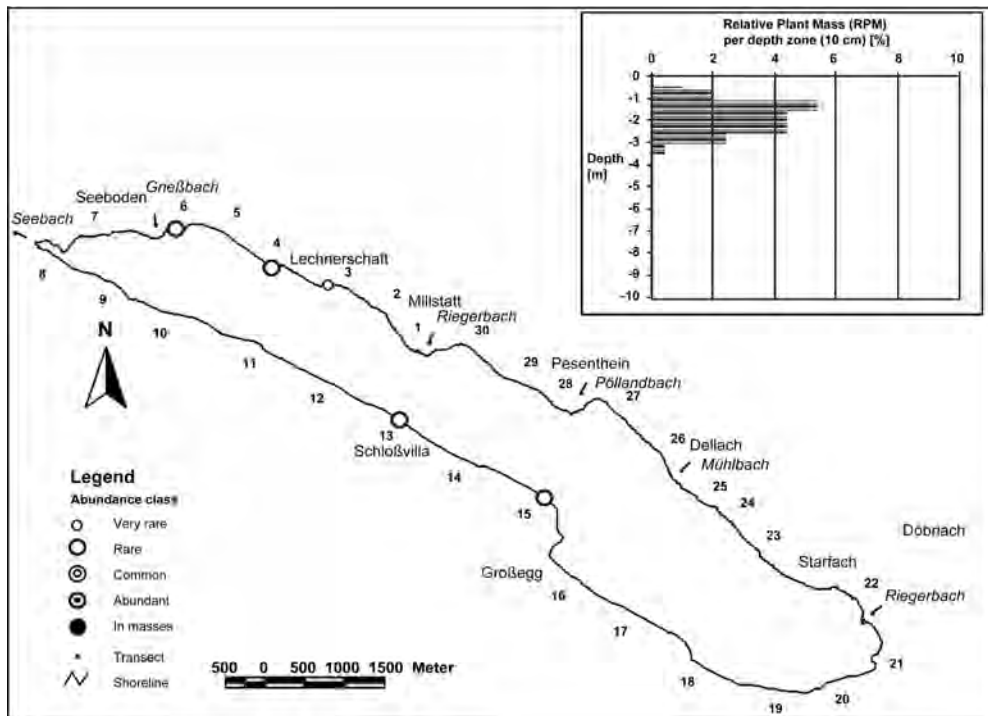 Relative Plant Mass (RPM)
per depth zone (10 cm) [%]
0 2 4 6 8 10
0
-1
-2
-3
Depth
[m]
-4
-5
-6
-7
-8
-9
-10
Seebach
7
Seeboden
Gneßbach
6
5
4
Lechnerschaft
3
2
Millstatt
1
Riegerbach
30
29
Pesenthein
28
Pöllandbach
27
26
Dellach
Mühlbach
25
24
23
Döbriach
Starfach
22
Riegerbach
21
20
19
18
17
16
Großegg
15
14
13
Schloßvilla
12
11
10
9
8
N
Legend
Abundance class
Very rare
Rare
Common
Abundant
In masses
Transect
Shoreline
500 0 500 1000 1500 Meter